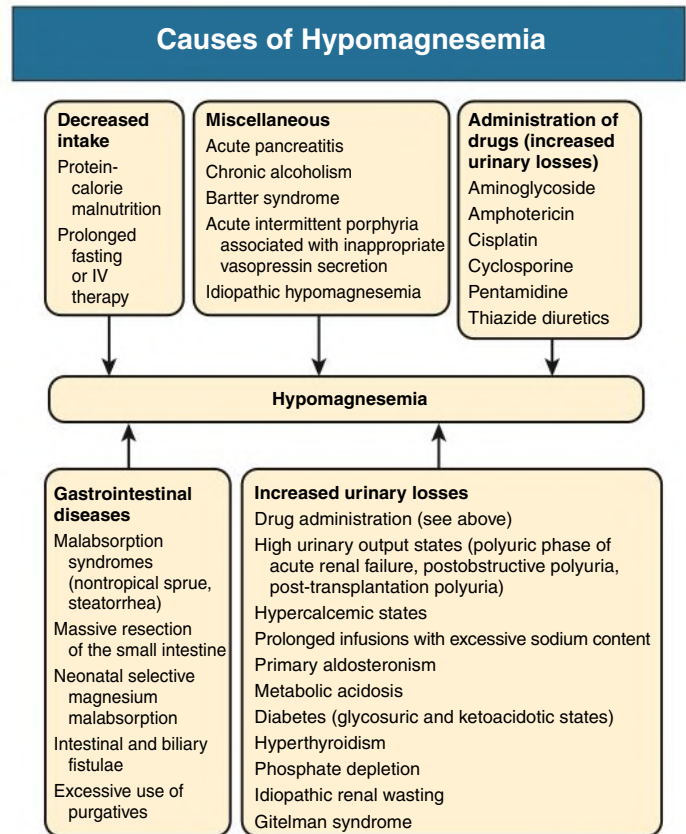 Causes of Hypomagnesemia
Decreased
intake
Protein-
calorie
malnutrition
Prolonged
fasting
or IV
therapy
Miscellaneous
Acute pancreatitis
Chronic alcoholism
Bartter syndrome
Acute intermittent porphyria
associated with inappropriate
vasopressin secretion
Idiopathic hypomagnesemia
Administration of
drugs (increased
urinary losses)
Aminoglycoside
Amphotericin
Cisplatin
Cyclosporine
Pentamidine
Thiazide diuretics
Hypomagnesemia
Gastrointestinal
diseases
Malabsorption
syndromes
(nontropical sprue,
steatorrhea)
Massive resection
of the small intestine
Neonatal selective
magnesium
malabsorption
Intestinal and biliary
fistulae
Excessive use of
purgatives
Increased urinary losses
Drug administration (see above)
High urinary output states (polyuric phase of
acute renal failure, postobstructive polyuria,
post-transplantation polyuria)
Hypercalcemic states
Prolonged infusions with excessive sodium content
Primary aldosteronism
Metabolic acidosis
Diabetes (glycosuric and ketoacidotic states)
Hyperthyroidism
Phosphate depletion
Idiopathic renal wasting
Gitelman syndrome